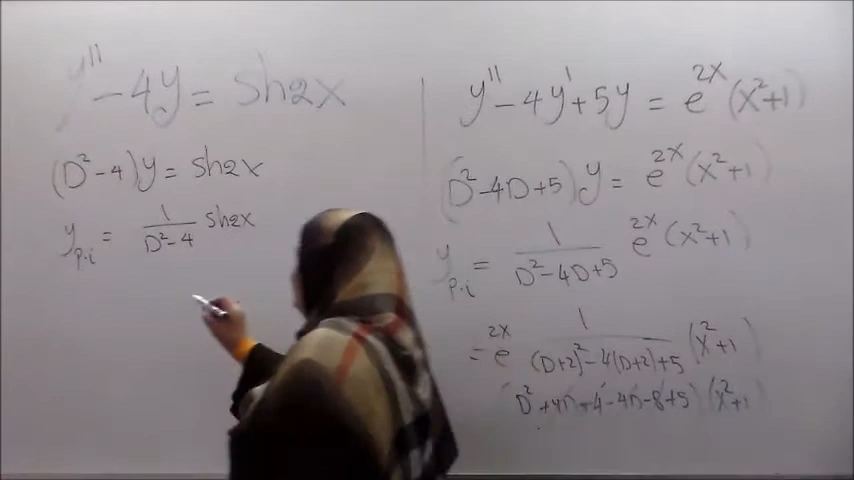 y'' - 4y = sh2x
(D² - 4)y = sh2x
y_p.i = 1/(D² - 4) sh2x
y'' - 4y' + 5y = e^2x (x² + 1)
(D² - 4D + 5)y = e^2x (x² + 1)
y_p.i = 1/(D² - 4D + 5) e^2x (x² + 1)
= e^2x 1/((D+2)² - 4(D+2) + 5) (x² + 1)
D² + 4D + 4 - 4D - 8 + 5 (x² + 1)